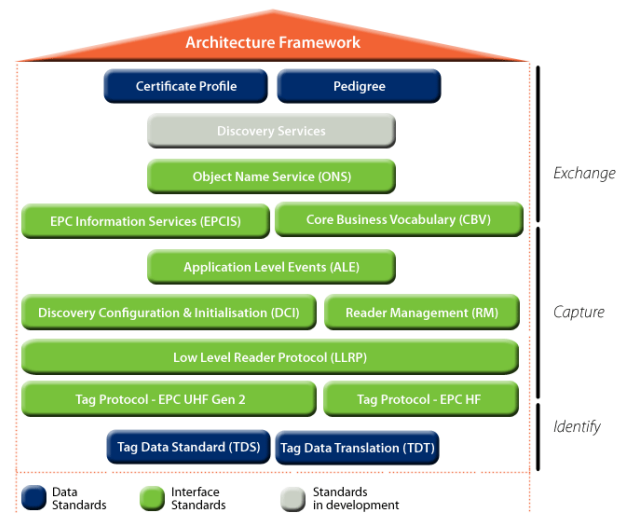 Architecture Framework
Certificate Profile
Pedigree
Discovery Services
Object Name Service (ONS)
Exchange
EPC Information Services (EPCIS)
Core Business Vocabulary (CBV)
Application Level Events (ALE)
Discovery Configuration & Initialisation (DCI)
Reader Management (RM)
Capture
Low Level Reader Protocol (LLRP)
Tag Protocol - EPC UHF Gen 2
Tag Protocol - EPC HF
Identify
Tag Data Standard (TDS)
Tag Data Translation (TDT)
Data
Standards
Interface
Standards
Standards
in development